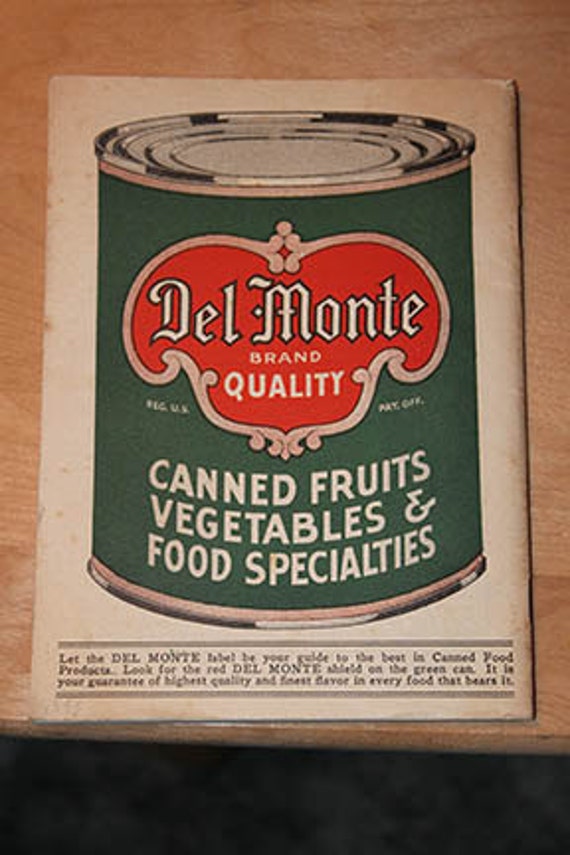 Del Monte
BRAND
QUALITY
REG. U.S. PAT. OFF.
CANNED FRUITS
VEGETABLES &
FOOD SPECIALTIES
Let the DEL MONTE label be your guide to the best in Canned Food
Products. Look for the red DEL MONTE shield on the green can. It is
your guarantee of highest quality and finest flavor in every food that bears it.